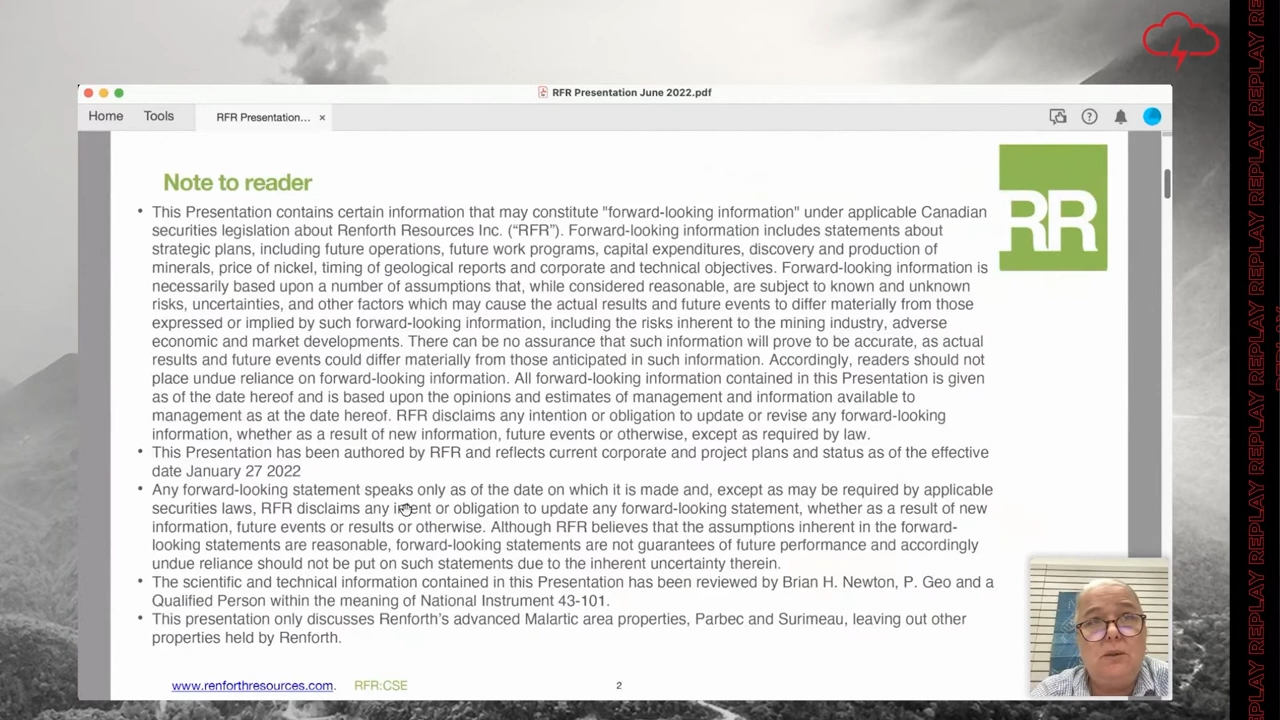 RFR Presentation June 2022.pdf
Home Tools RFR Presentation... ×
Note to reader
RR
• This Presentation contains certain information that may constitute "forward-looking information" under applicable Canadian
securities legislation about Renforth Resources Inc. (“RFR”). Forward-looking information includes statements about
strategic plans, including future operations, future work programs, capital expenditures, discovery and production of
minerals, price of nickel, timing of geological reports and corporate and technical objectives. Forward-looking information is
necessarily based upon a number of assumptions that, while considered reasonable, are subject to known and unknown
risks, uncertainties, and other factors which may cause the actual results and future events to differ materially from those
expressed or implied by such forward-looking information, including the risks inherent to the mining industry, adverse
economic and market developments. There can be no assurance that such information will prove to be accurate, as actual
results and future events could differ materially from those anticipated in such information. Accordingly, readers should not
place undue reliance on forward-looking information. All forward-looking information contained in this Presentation is given
as of the date hereof and is based upon the opinions and estimates of management and information available to
management as at the date hereof. RFR disclaims any intention or obligation to update or revise any forward-looking
information, whether as a result of new information, future events or otherwise, except as required by law.
• This Presentation has been authored by RFR and reflects current corporate and project plans and status as of the effective
date January 27 2022
• Any forward-looking statement speaks only as of the date on which it is made and, except as may be required by applicable
securities laws, RFR disclaims any intent or obligation to update any forward-looking statement, whether as a result of new
information, future events or results or otherwise. Although RFR believes that the assumptions inherent in the forward-
looking statements are reasonable, forward-looking statements are not guarantees of future performance and accordingly
undue reliance should not be put on such statements due to the inherent uncertainty therein.
• The scientific and technical information contained in this Presentation has been reviewed by Brian H. Newton, P. Geo and a
Qualified Person within the meaning of National Instrument 43-101.
• This presentation only discusses Renforth's advanced Malartic area properties, Parbec and Surimeau, leaving out other
properties held by Renforth.
www.renforthresources.com. RFR:CSE 2
REPLAY REPLAY REPLAY REPLAY REPLAY REPLAY REPLAY REPLAY